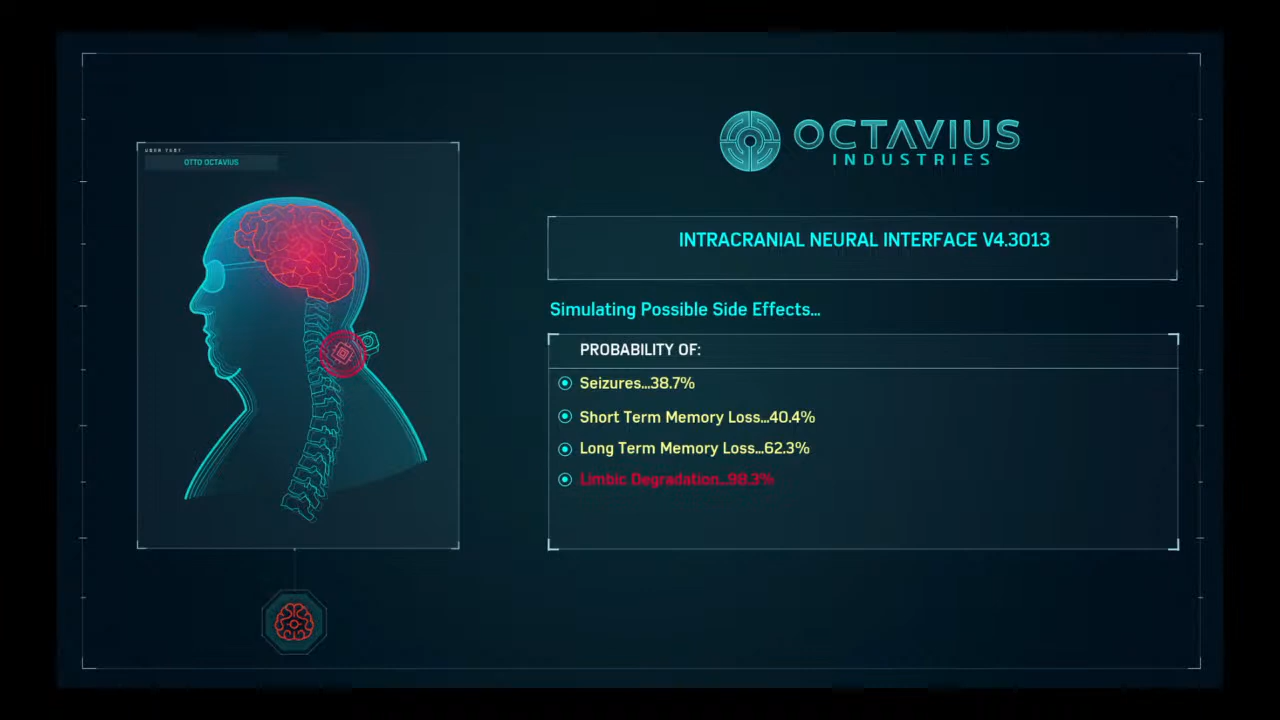 OTTO OCTAVIUS
OCTAVIUS
INDUSTRIES
INTRACRANIAL NEURAL INTERFACE V4.3013
Simulating Possible Side Effects...
PROBABILITY OF:
Seizures...38.7%
Short Term Memory Loss...40.4%
Long Term Memory Loss...62.3%
Limbic Degradation...98.3%